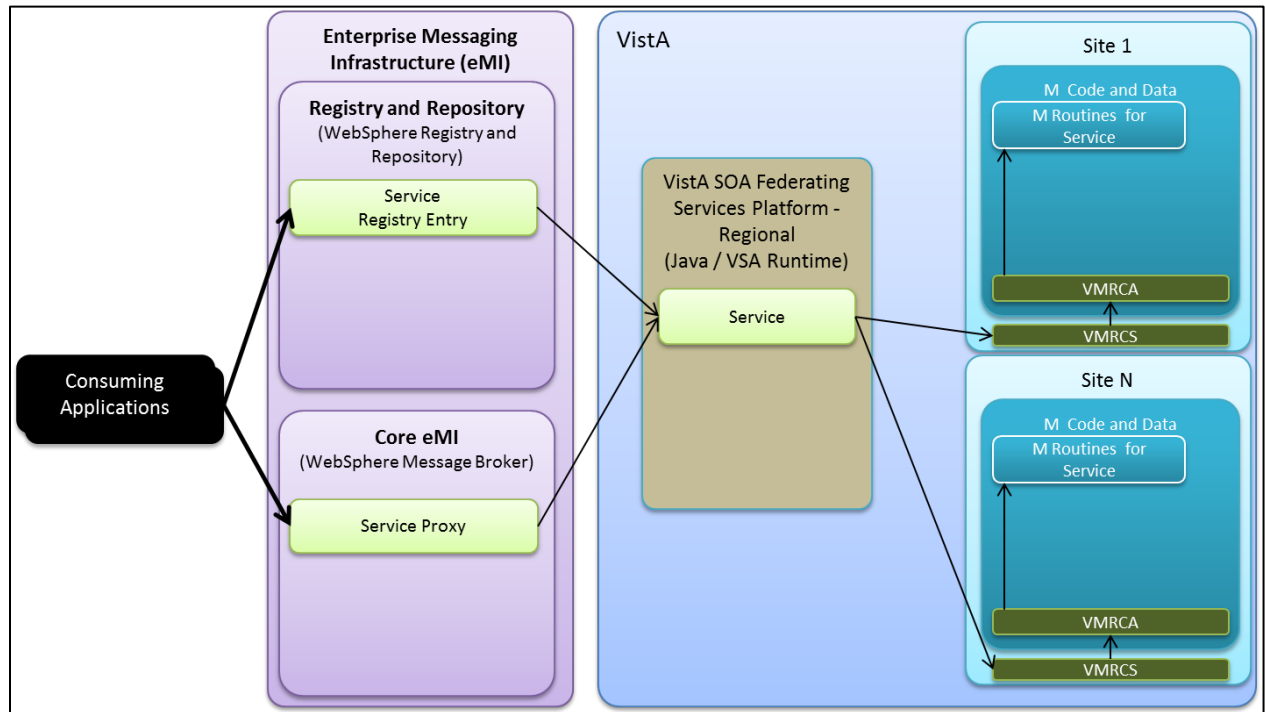 Consuming
Applications
Enterprise Messaging
Infrastructure (eMI)
Registry and Repository
(WebSphere Registry and
Repository)
Service
Registry Entry
Core eMI
(WebSphere Message Broker)
Service Proxy
VistA
VistA SOA Federating
Services Platform -
Regional
(Java / VSA Runtime)
Service
Site 1
M Code and Data
M Routines for
Service
VMRCA
VMRCS
Site N
M Code and Data
M Routines for
Service
VMRCA
VMRCS